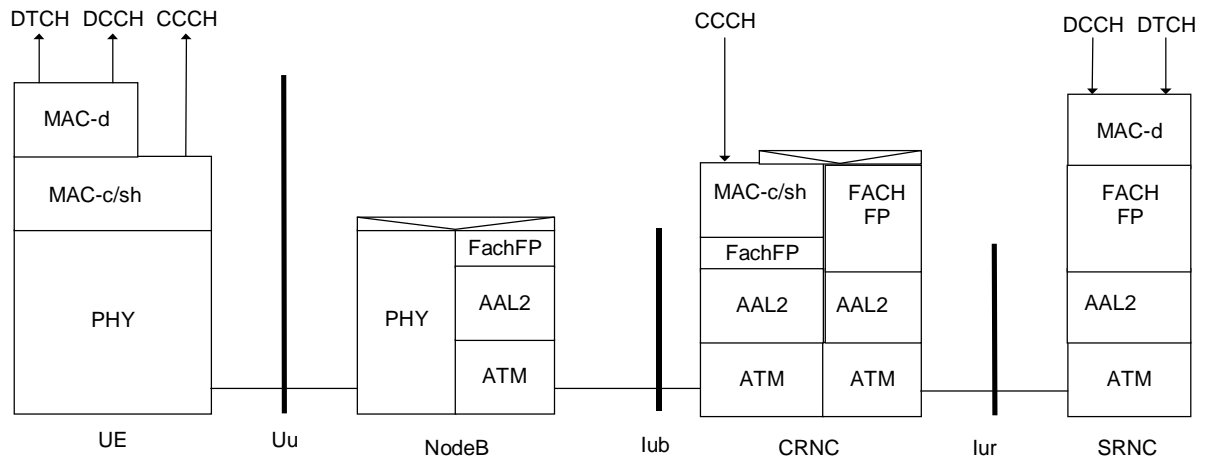 DTCH DCCH CCCH
CCCH
DCCH DTCH
MAC-d
MAC-c/sh
PHY
UE
Uu
PHY
FachFP
AAL2
ATM
NodeB
Iub
MAC-c/sh
FachFP
AAL2
ATM
FACH
FP
AAL2
ATM
CRNC
Iur
MAC-d
FACH
FP
AAL2
ATM
SRNC